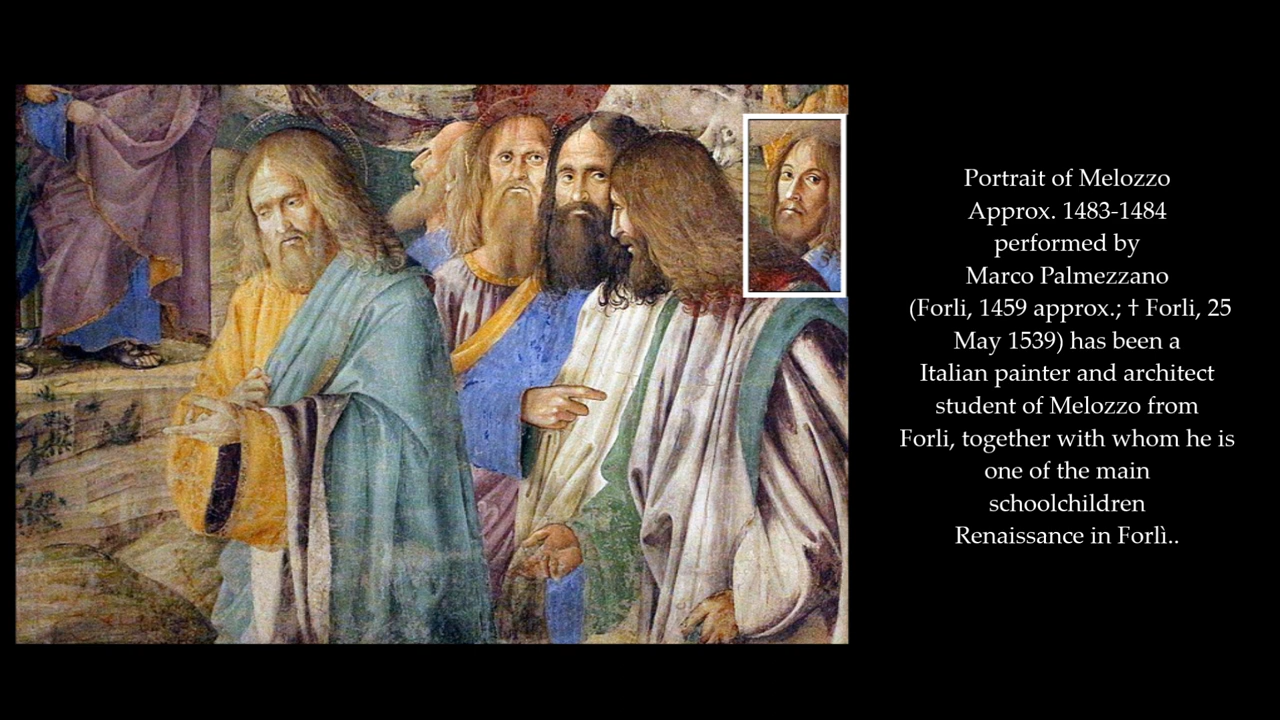 Portrait of Melozzo
Approx. 1483-1484
performed by
Marco Palmezzano
(Forli, 1459 approx.; † Forli, 25
May 1539) has been a
Italian painter and architect
student of Melozzo from
Forli, together with whom he is
one of the main
schoolchildren
Renaissance in Forlì..